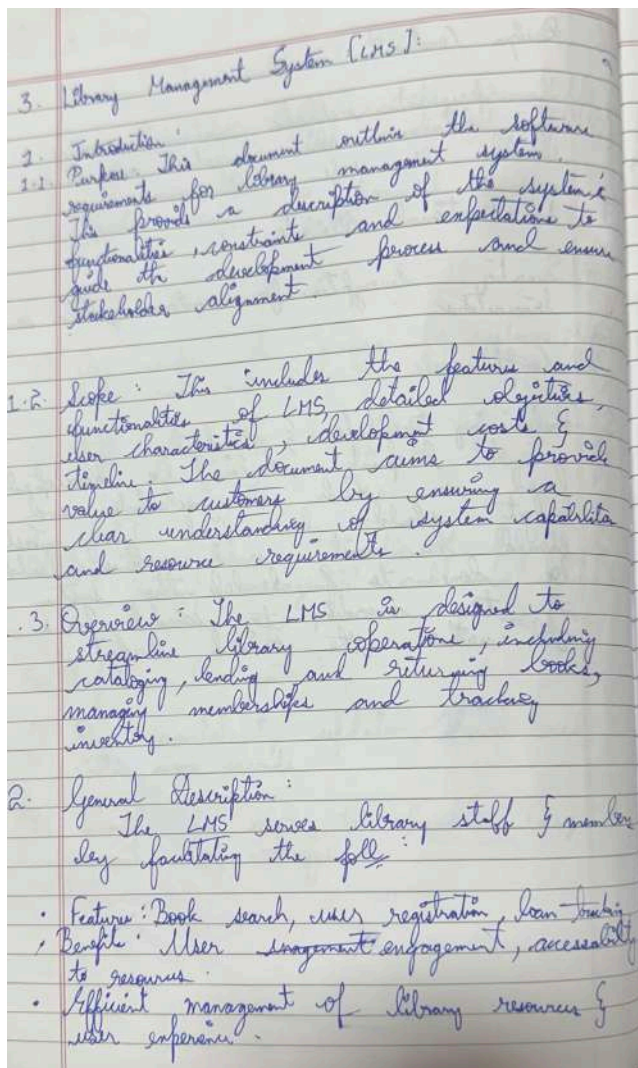 3. Library Management System [LMS]:
1. Introduction:
1.1. Purpose: This document outlines the software
requirements for library management system.
This provids a description of the system's
functionalities, constraints and expectations to
guide the development process and ensure
stakeholder alignment.
1.2. Scope: This includes the features and
functionalities of LMS, detailed objectives,
user characteristics, development costs &
timeline. The document aims to provide
value to customers by ensuring a
clear understanding of system capabilities
and resource requirements.
.3. Overview: The LMS is designed to
streamline library operations, including
cataloging, lending and returning books,
managing memberships and tracking
inventory.
2. General Description:
The LMS serves library staff & member
by facilitating the foll:
• Features: Book search, user registration, loan tracking
• Benefits: User engagement, accessability
to resources.
• Efficient management of library resources &
user experience.